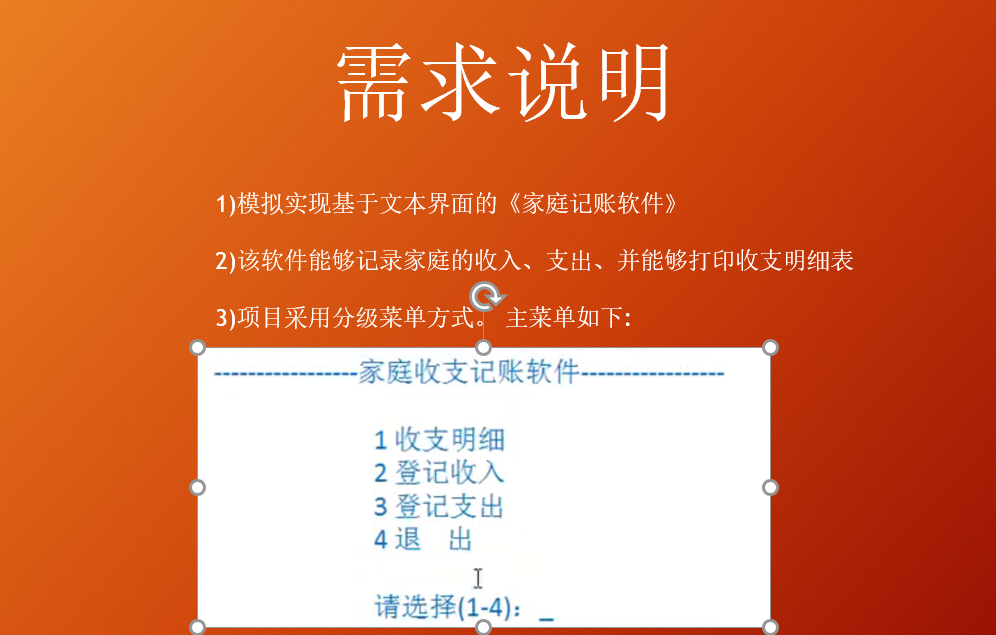 需求说明
1)模拟实现基于文本界面的《家庭记账软件》
2)该软件能够记录家庭的收入、支出、并能够打印收支明细表
3)项目采用分级菜单方式。 主菜单如下:
-----------------家庭收支记账软件-----------------
1 收支明细
2 登记收入
3 登记支出
4 退 出
请选择(1-4)：_